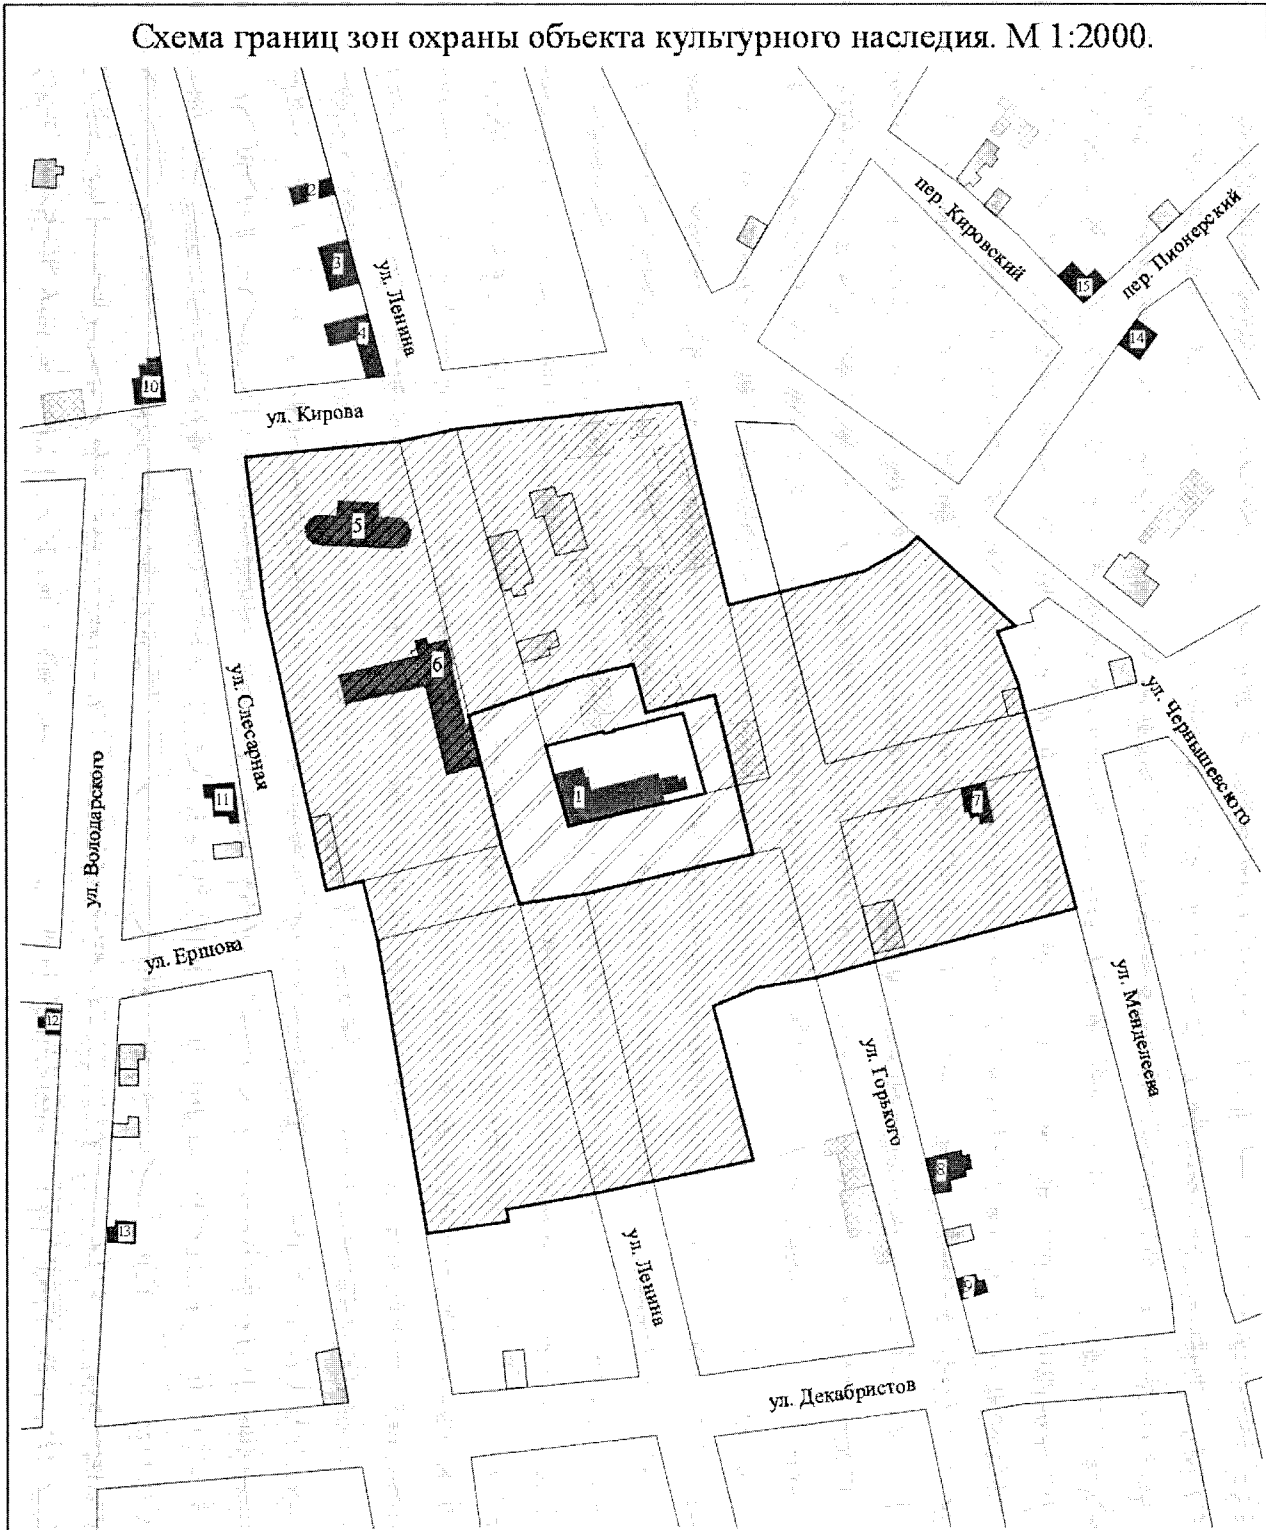 Схема границ зон охраны объекта культурного наследия. М 1:2000.
2
3
ул. Ленина
4
10
ул. Кирова
пер. Кировский
пер. Пионерский
15
14
5
6
ул. Слесарная
ул. Чернышевского
1
7
11
ул. Володарского
ул. Ершова
12
ул. Горького
ул. Менделеева
8
13
ул. Ленина
9
ул. Декабристов